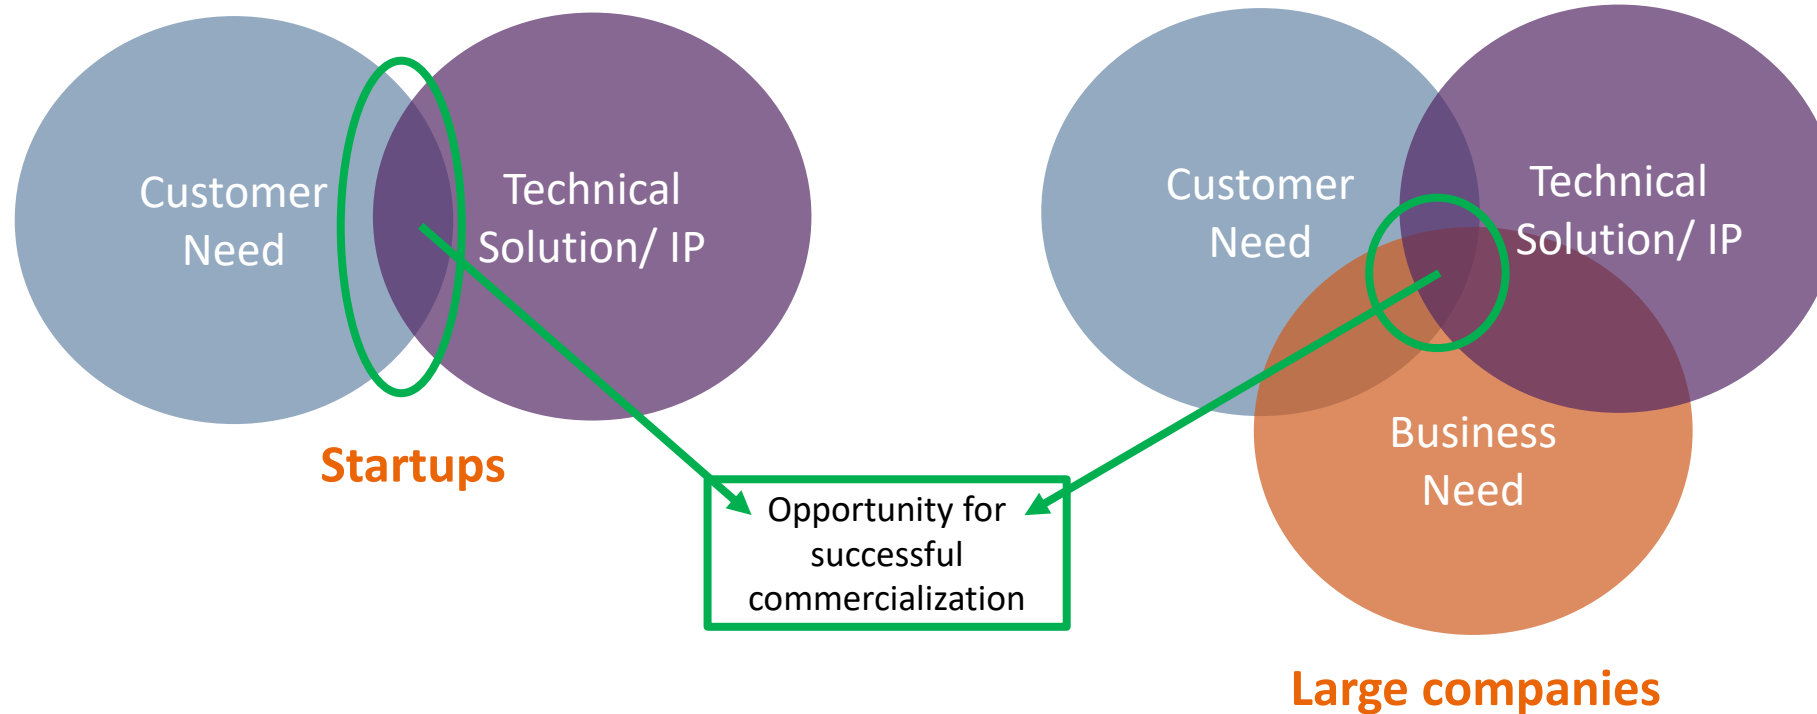 Customer
Need
Technical
Solution/ IP
Startups
Customer
Need
Technical
Solution/ IP
Business
Need
Large companies
Opportunity for
successful
commercialization